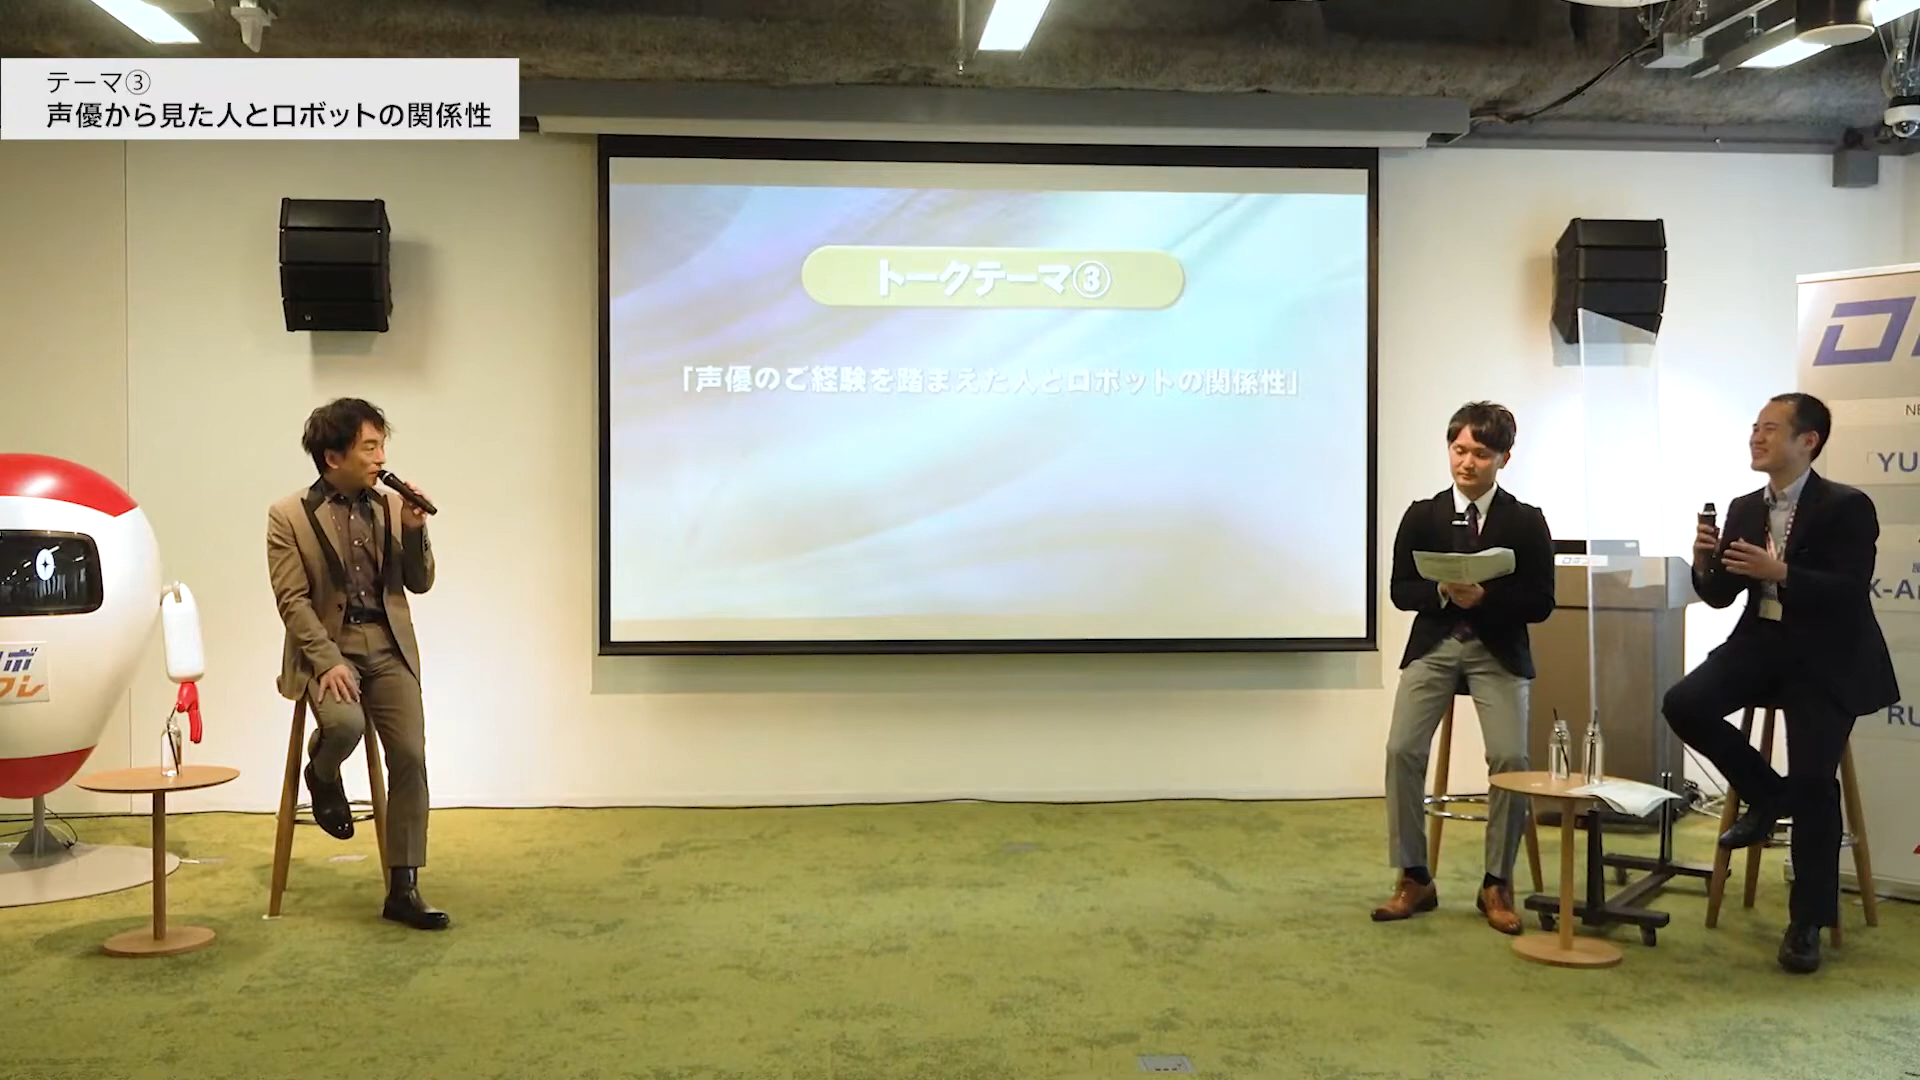 テーマ③
声優から見た人とロボットの関係性
トークテーマ③
「声優のご経験を踏まえた人とロボットの関係性」
「YU
RU